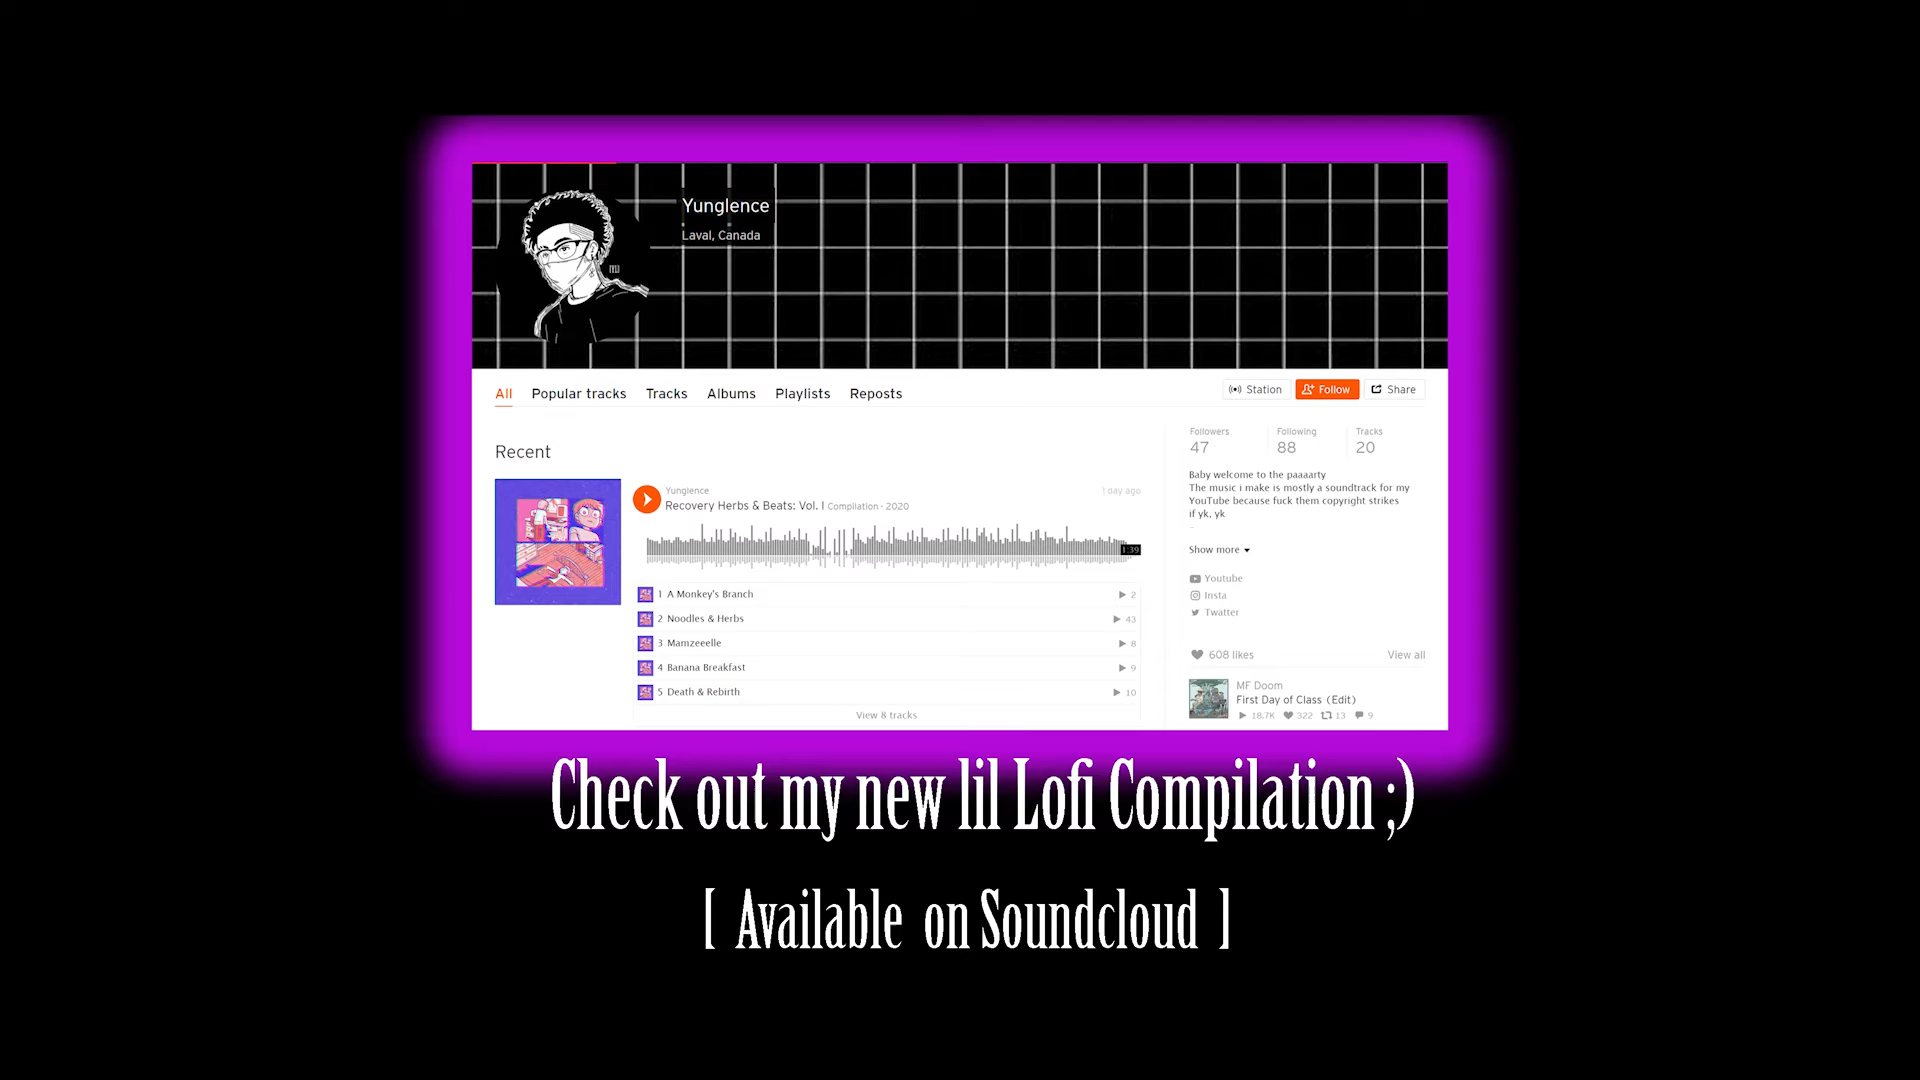 Yunglence
Laval, Canada
All Popular tracks Tracks Albums Playlists Reposts
Station Follow Share
Recent
Yunglence 1 day ago
Recovery Herbs & Beats: Vol. I Compilation · 2020
1:39
1 A Monkey's Branch 2
2 Noodles & Herbs 43
3 Mamzeeelle 8
4 Banana Breakfast 9
5 Death & Rebirth 10
View 8 tracks
Followers Following Tracks
47 88 20
Baby welcome to the paaaarty
The music i make is mostly a soundtrack for my
YouTube because fuck them copyright strikes
if yk, yk
...
Show more
Youtube
Insta
Twatter
608 likes View all
MF Doom
First Day of Class (Edit)
18.7K 322 13 9
Check out my new lil Lofi Compilation ;)
[ Available on Soundcloud ]